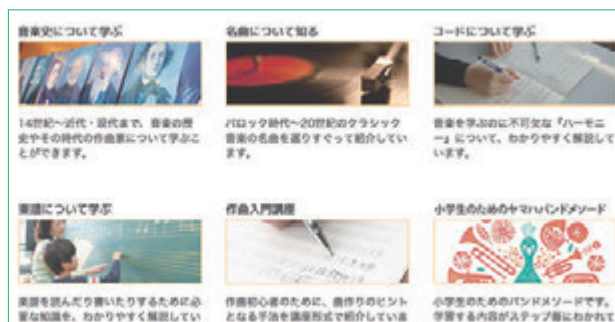 音楽史について学ぶ
14世紀～近代・現代まで、音楽の歴
史やその時代の作曲家について学ぶこ
とができます。
名曲について知る
バロック時代～20世紀のクラシック
音楽の名曲を選りすぐって紹介してい
ます。
コードについて学ぶ
音楽を学ぶのに不可欠な『ハーモニ
ー』について、わかりやすく解説して
います。
楽譜について学ぶ
楽譜を読んだり書いたりするために必
要な知識を、わかりやすく解説してい
作曲入門講座
作曲初心者のために、曲作りのヒント
となる手法を講座形式で紹介していま
小学生のためのヤマハバンドメソード
小学生のためのバンドメソードです。
学習する内容がステップ毎にわかれ